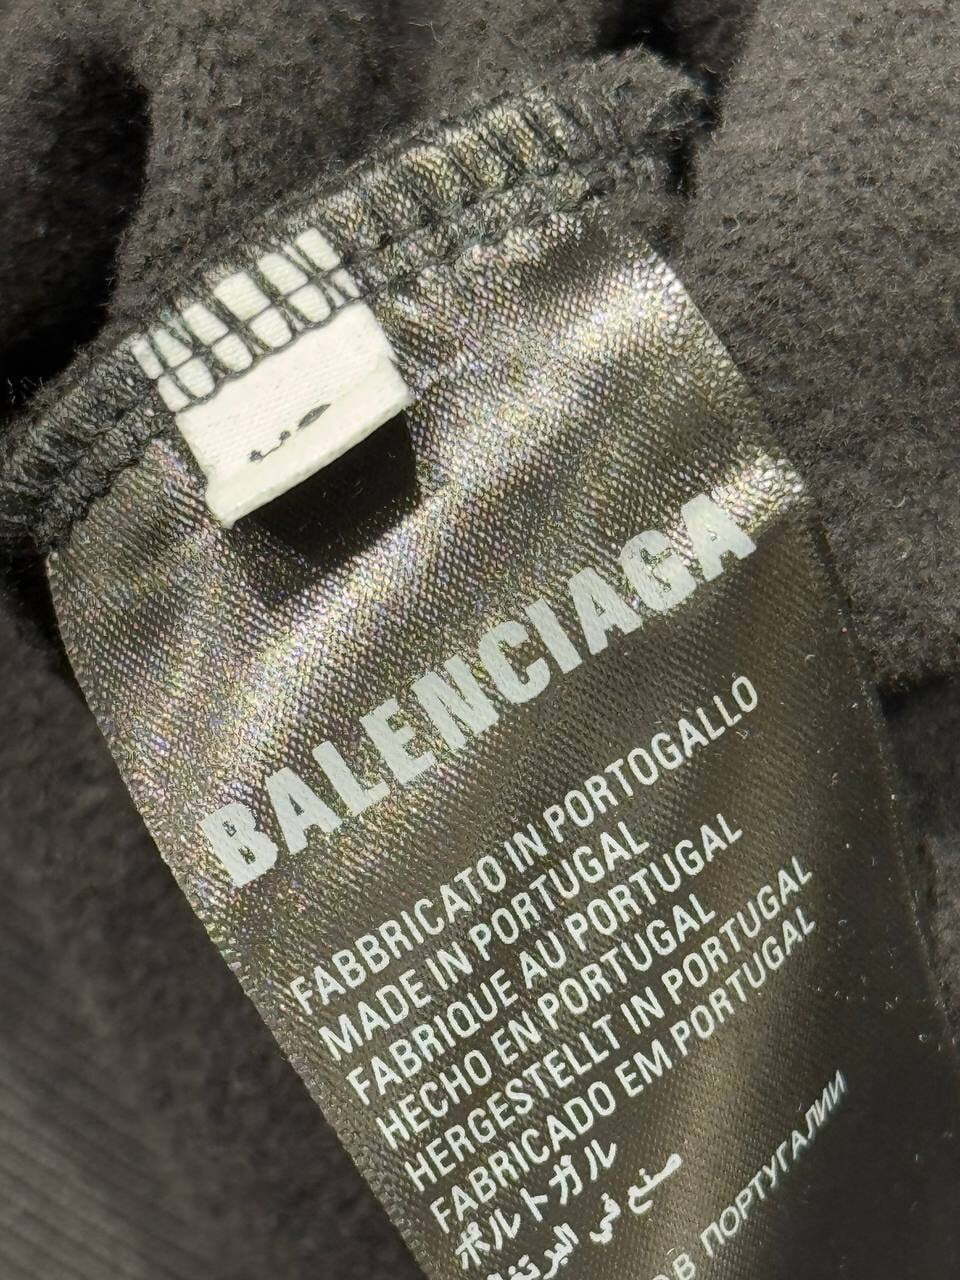 BALENCIAGA
FABBRICATO IN PORTOGALLO
MADE IN PORTUGAL
FABRIQUE AU PORTUGAL
HECHO EN PORTUGAL
HERGESTELLT IN PORTUGAL
FABRICADO EM PORTUGAL
ポルトガル
صنع في
В ПОРТУГАЛИИ